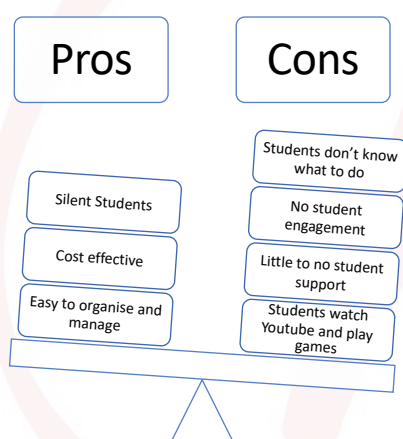 Pros
Cons
Silent Students
Cost effective
Easy to organise and
manage
Students don’t know
what to do
No student
engagement
Little to no student
support
Students watch
Youtube and play
games